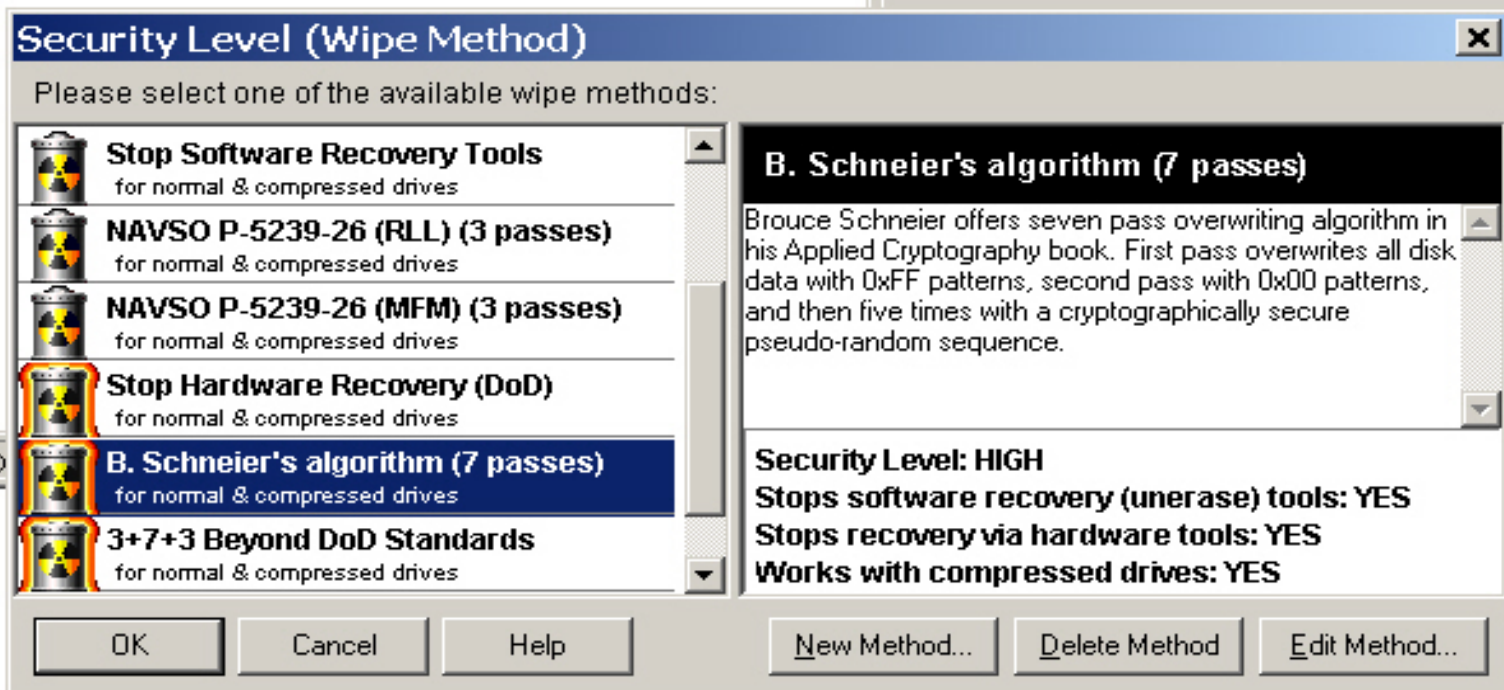 Security Level (Wipe Method)
Please select one of the available wipe methods:
Stop Software Recovery Tools
for normal & compressed drives
NAVSO P-5239-26 (RLL) (3 passes)
for normal & compressed drives
NAVSO P-5239-26 (MFM) (3 passes)
for normal & compressed drives
Stop Hardware Recovery (DoD)
for normal & compressed drives
B. Schneier's algorithm (7 passes)
for normal & compressed drives
3+7+3 Beyond DoD Standards
for normal & compressed drives
B. Schneier's algorithm (7 passes)
Brouce Schneier offers seven pass overwriting algorithm in
his Applied Cryptography book. First pass overwrites all disk
data with 0xFF patterns, second pass with 0x00 patterns,
and then five times with a cryptographically secure
pseudo-random sequence.
Security Level: HIGH
Stops software recovery (unerase) tools: YES
Stops recovery via hardware tools: YES
Works with compressed drives: YES
OK
Cancel
Help
New Method...
Delete Method
Edit Method...